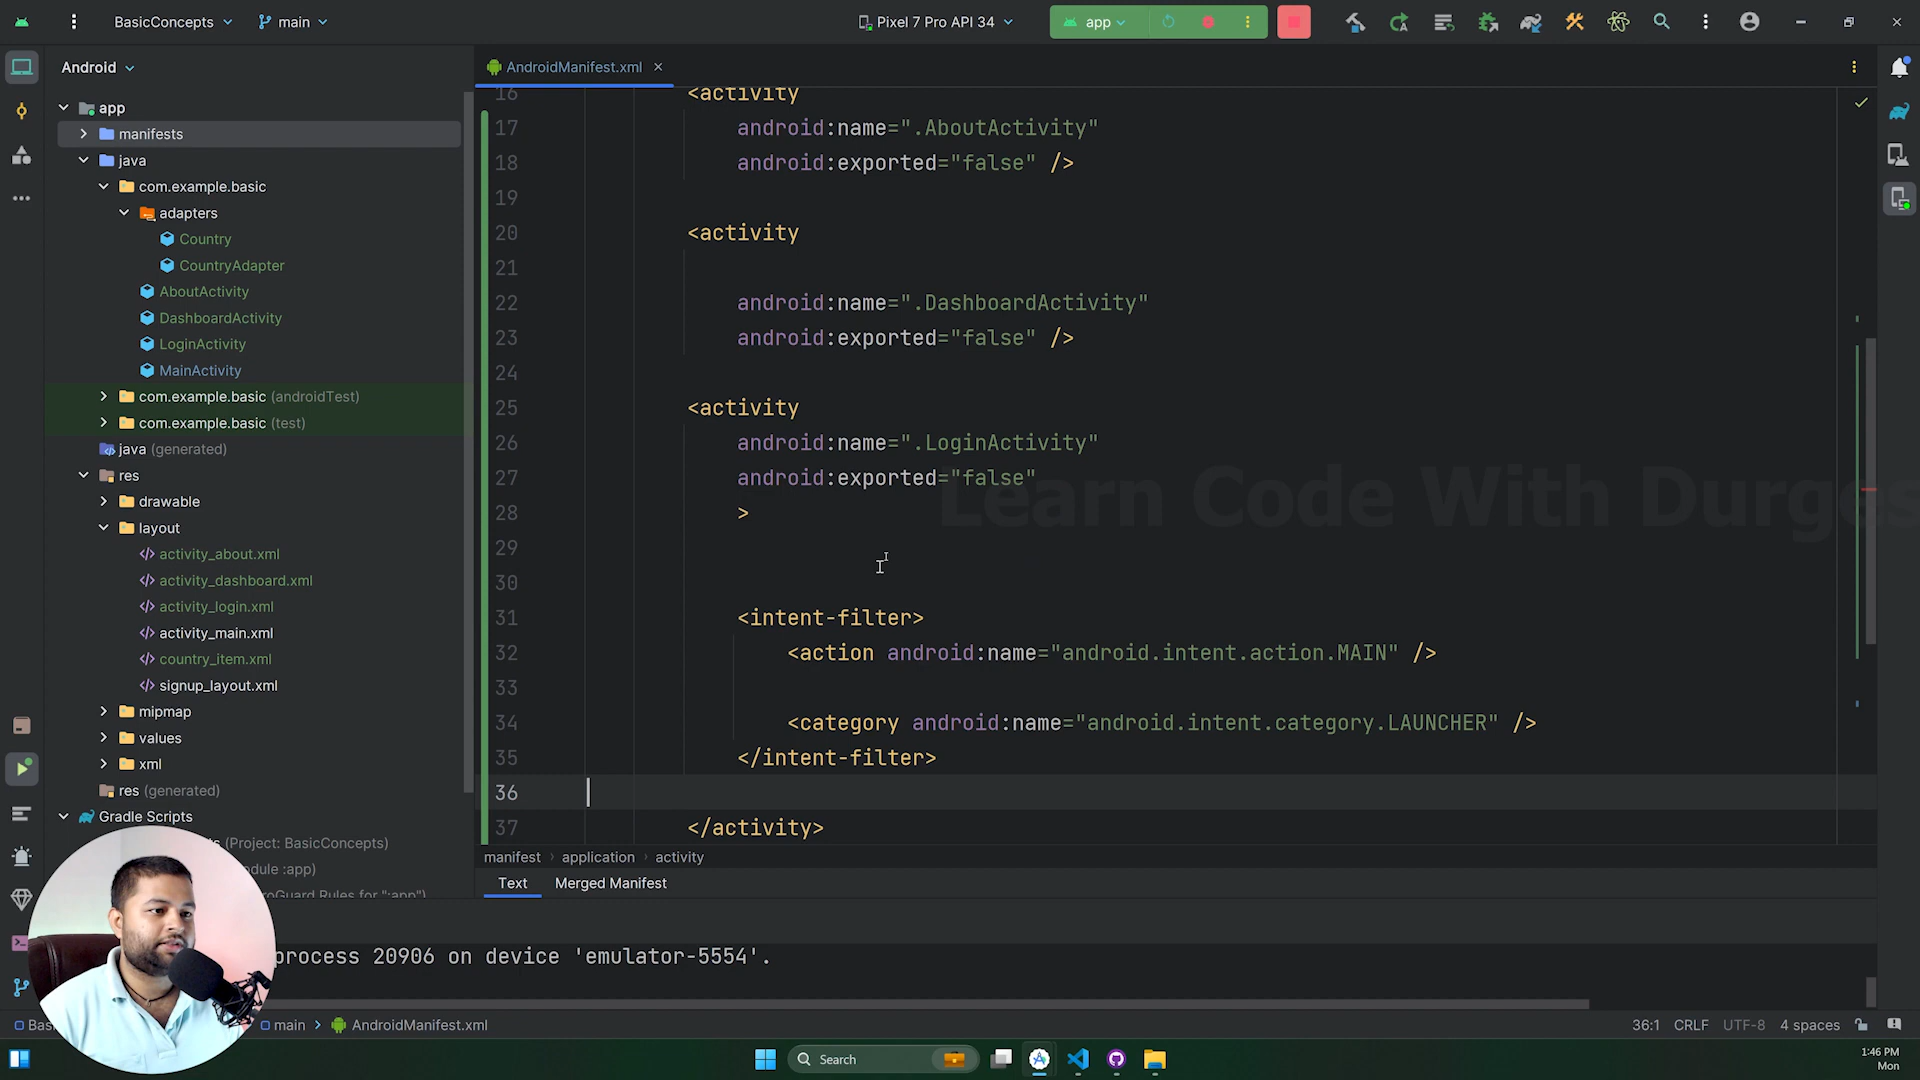 BasicConcepts
main
Pixel 7 Pro API 34
app
Android
AndroidManifest.xml
app
manifests
java
com.example.basic
adapters
Country
CountryAdapter
AboutActivity
DashboardActivity
LoginActivity
MainActivity
com.example.basic (androidTest)
com.example.basic (test)
java (generated)
res
drawable
layout
activity_about.xml
activity_dashboard.xml
activity_login.xml
activity_main.xml
country_item.xml
signup_layout.xml
mipmap
values
xml
res (generated)
Gradle Scripts
(Project: BasicConcepts)
:app)
Rules for ":app")
16 <activity
17 android:name=".AboutActivity"
18 android:exported="false" />
19
20 <activity
21
22 android:name=".DashboardActivity"
23 android:exported="false" />
24
25 <activity
26 android:name=".LoginActivity"
27 android:exported="false"
28 >
29
30
31 <intent-filter>
32 <action android:name="android.intent.action.MAIN" />
33
34 <category android:name="android.intent.category.LAUNCHER" />
35 </intent-filter>
36
37 </activity>
Learn Code With Durges
manifest > application > activity
Text Merged Manifest
process 20906 on device 'emulator-5554'.
main > AndroidManifest.xml
36:1 CRLF UTF-8 4 spaces
Search
1:46 PM
Mon